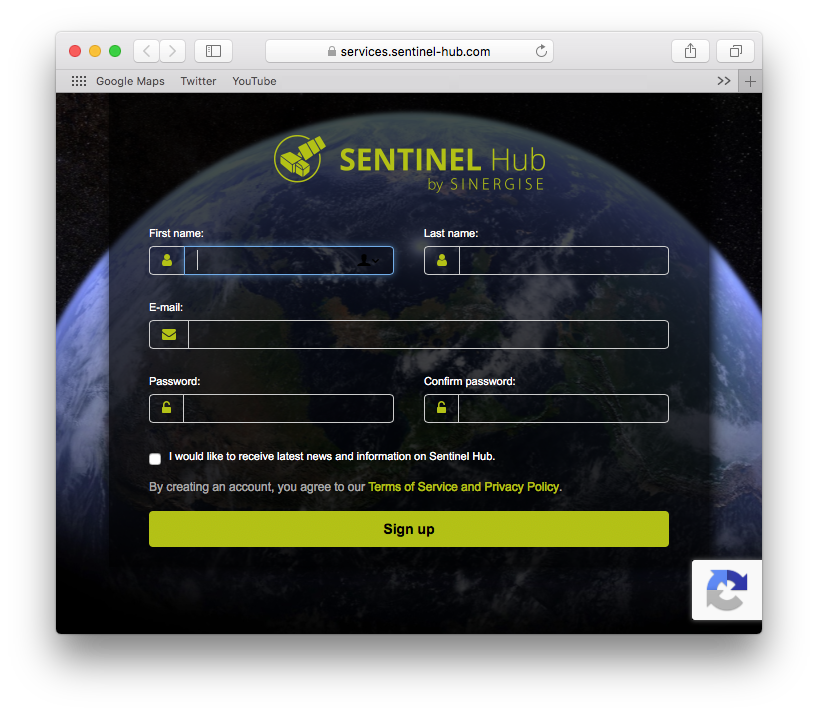 services.sentinel-hub.com
Google Maps Twitter YouTube
SENTINEL Hub
by SINERGISE
First name: Last name:
E-mail:
Password: Confirm password:
I would like to receive latest news and information on Sentinel Hub.
By creating an account, you agree to our Terms of Service and Privacy Policy.
Sign up